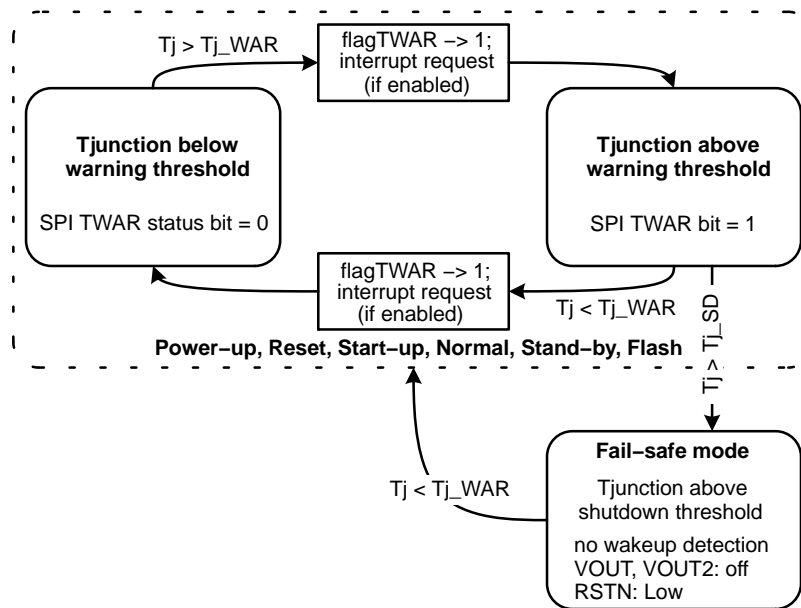 Tj > Tj_WAR
flagTWAR −> 1;
interrupt request
(if enabled)
Tjunction below
warning threshold
SPI TWAR status bit = 0
Tjunction above
warning threshold
SPI TWAR bit = 1
flagTWAR −> 1;
interrupt request
(if enabled)
Tj < Tj_WAR
Tj > Tj_SD
Power−up, Reset, Start−up, Normal, Stand−by, Flash
Tj < Tj_WAR
Fail−safe mode
Tjunction above
shutdown threshold
no wakeup detection
VOUT, VOUT2: off
RSTN: Low